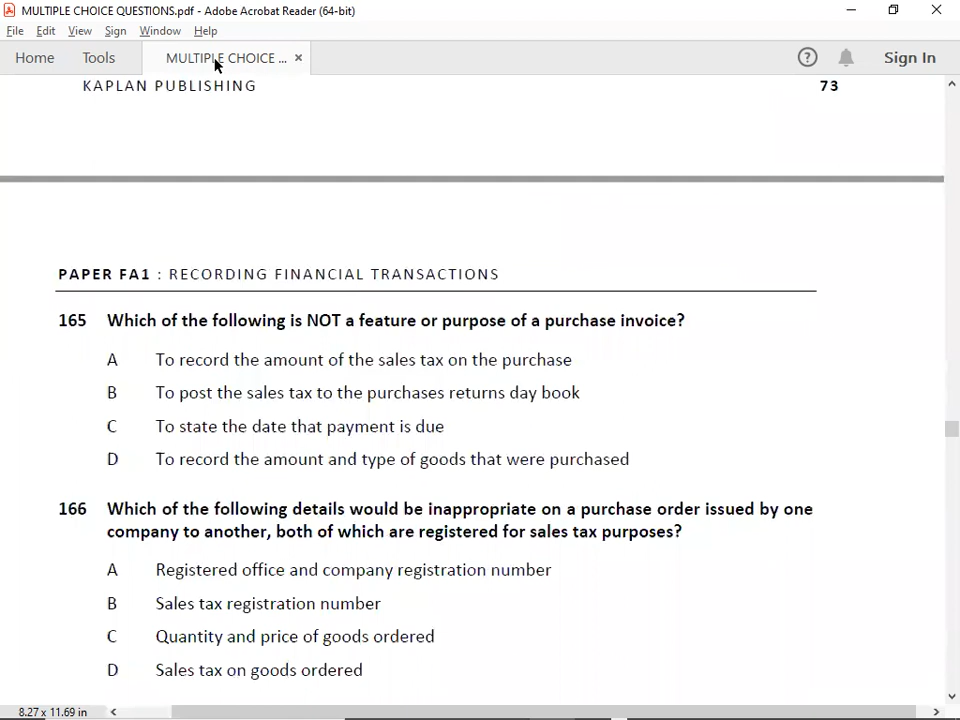 MULTIPLE CHOICE QUESTIONS.pdf - Adobe Acrobat Reader (64-bit)
File Edit View Sign Window Help
Home Tools MULTIPLE CHOICE ... × ? Sign In
KAPLAN PUBLISHING 73
PAPER FA1 : RECORDING FINANCIAL TRANSACTIONS
165 Which of the following is NOT a feature or purpose of a purchase invoice?
A To record the amount of the sales tax on the purchase
B To post the sales tax to the purchases returns day book
C To state the date that payment is due
D To record the amount and type of goods that were purchased
166 Which of the following details would be inappropriate on a purchase order issued by one
company to another, both of which are registered for sales tax purposes?
A Registered office and company registration number
B Sales tax registration number
C Quantity and price of goods ordered
D Sales tax on goods ordered
8.27 x 11.69 in